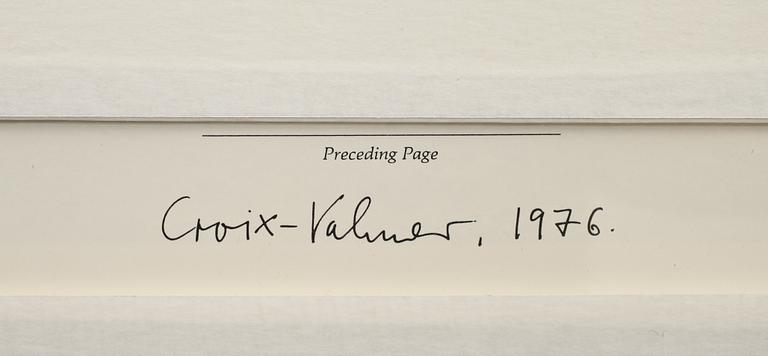 Preceding Page
Croix-Valmer, 1976.